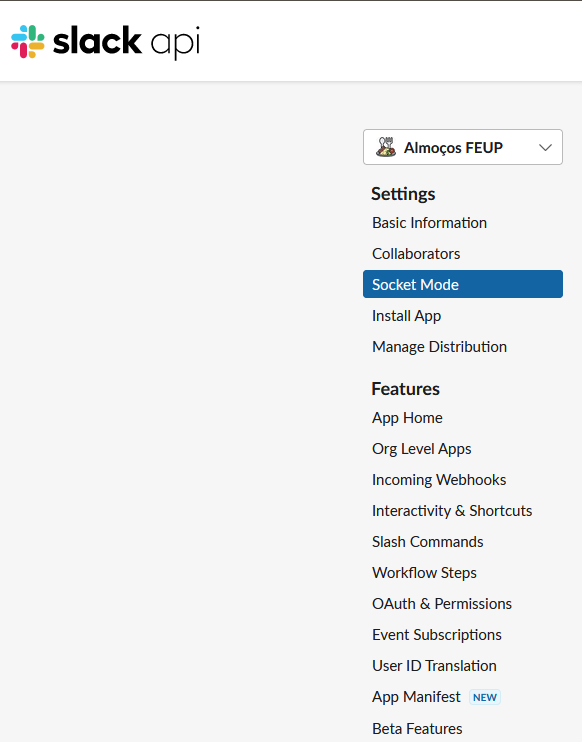 slack api
Almoços FEUP
Settings
Basic Information
Collaborators
Socket Mode
Install App
Manage Distribution
Features
App Home
Org Level Apps
Incoming Webhooks
Interactivity & Shortcuts
Slash Commands
Workflow Steps
OAuth & Permissions
Event Subscriptions
User ID Translation
App Manifest NEW
Beta Features